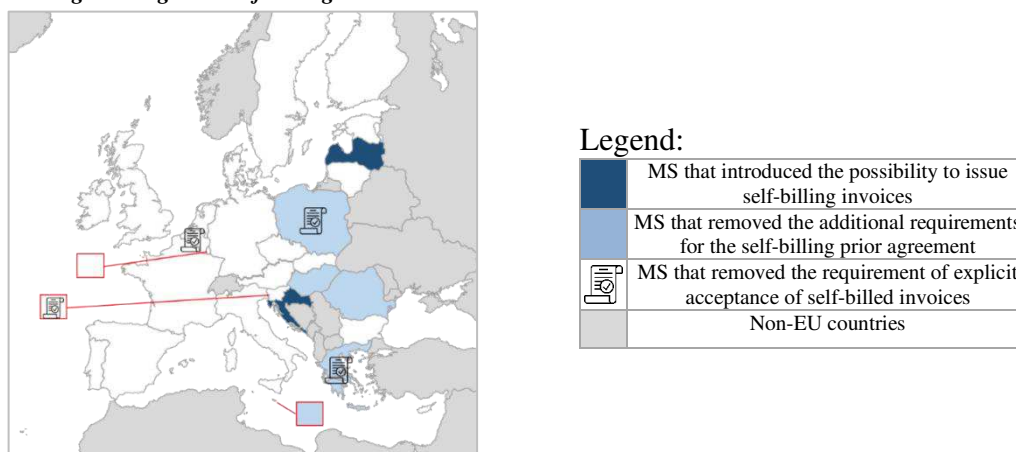 Legend:
MS that introduced the possibility to issue
self-billing invoices
MS that removed the additional requirements
for the self-billing prior agreement
MS that removed the requirement of explicit
acceptance of self-billed invoices
Non-EU countries